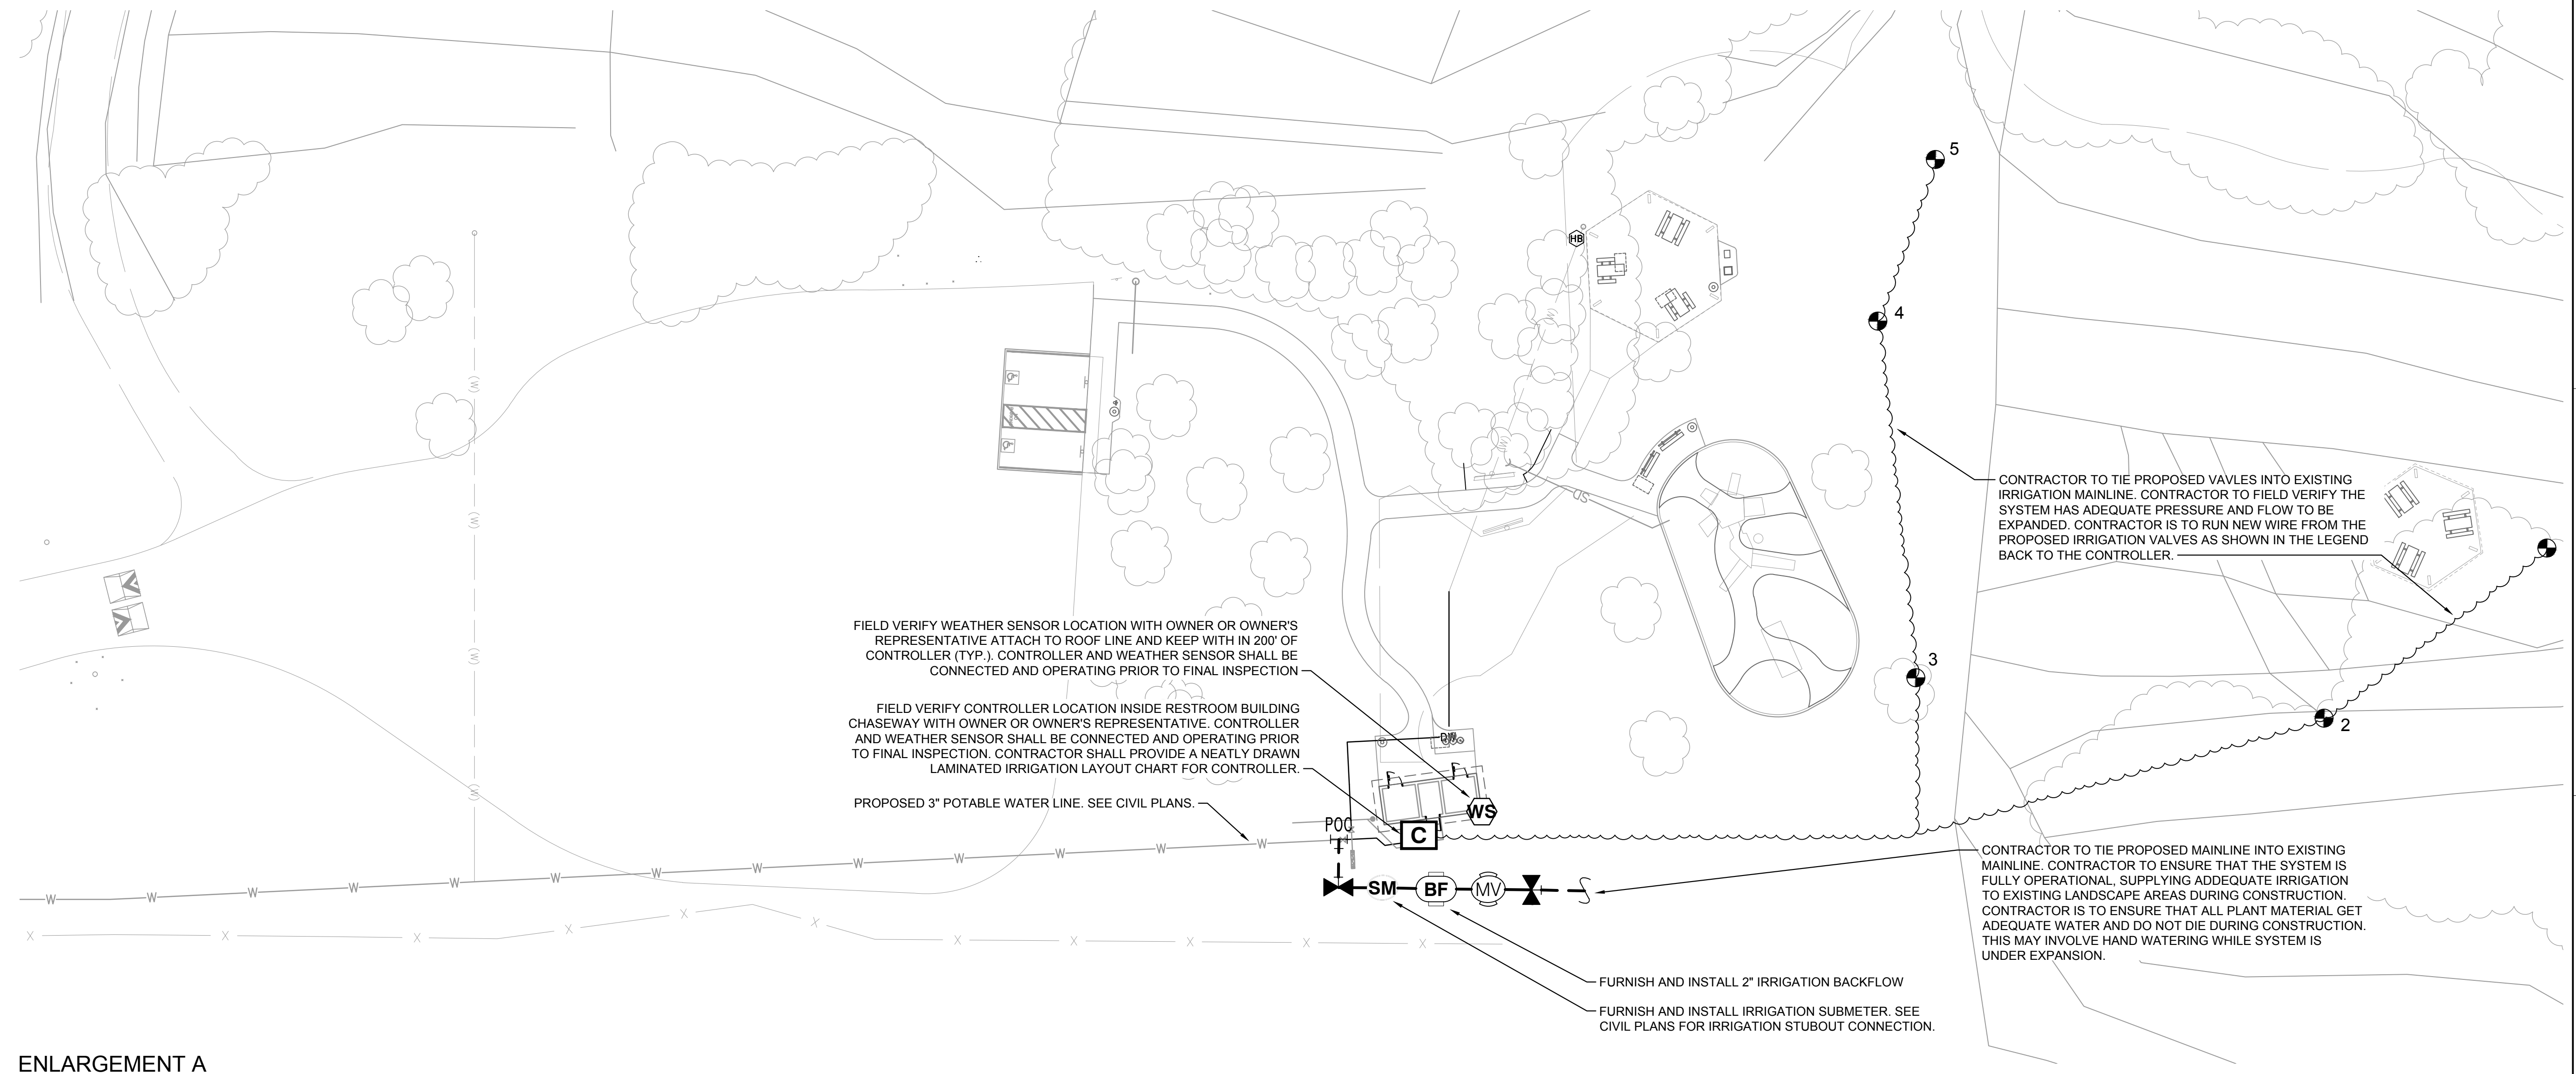 5
HB
4
CONTRACTOR TO TIE PROPOSED VAVLES INTO EXISTING
IRRIGATION MAINLINE. CONTRACTOR TO FIELD VERIFY THE
SYSTEM HAS ADEQUATE PRESSURE AND FLOW TO BE
EXPANDED. CONTRACTOR IS TO RUN NEW WIRE FROM THE
PROPOSED IRRIGATION VALVES AS SHOWN IN THE LEGEND
BACK TO THE CONTROLLER.
(W)
(W)
(W)
(W)
(W)
(W)
SD
FIELD VERIFY WEATHER SENSOR LOCATION WITH OWNER OR OWNER'S
REPRESENTATIVE ATTACH TO ROOF LINE AND KEEP WITH IN 200' OF
CONTROLLER (TYP.). CONTROLLER AND WEATHER SENSOR SHALL BE
CONNECTED AND OPERATING PRIOR TO FINAL INSPECTION
3
FIELD VERIFY CONTROLLER LOCATION INSIDE RESTROOM BUILDING
CHASEWAY WITH OWNER OR OWNER'S REPRESENTATIVE. CONTROLLER
AND WEATHER SENSOR SHALL BE CONNECTED AND OPERATING PRIOR
TO FINAL INSPECTION. CONTRACTOR SHALL PROVIDE A NEATLY DRAWN
LAMINATED IRRIGATION LAYOUT CHART FOR CONTROLLER.
2
PROPOSED 3" POTABLE WATER LINE. SEE CIVIL PLANS.
WS
POC
C
W W W W W W W W W W W W W
SM BF MV
X X X X X X X X X X X X
CONTRACTOR TO TIE PROPOSED MAINLINE INTO EXISTING
MAINLINE. CONTRACTOR TO ENSURE THAT THE SYSTEM IS
FULLY OPERATIONAL, SUPPLYING ADDEQUATE IRRIGATION
TO EXISTING LANDSCAPE AREAS DURING CONSTRUCTION.
CONTRACTOR IS TO ENSURE THAT ALL PLANT MATERIAL GET
ADEQUATE WATER AND DO NOT DIE DURING CONSTRUCTION.
THIS MAY INVOLVE HAND WATERING WHILE SYSTEM IS
UNDER EXPANSION.
FURNISH AND INSTALL 2" IRRIGATION BACKFLOW
FURNISH AND INSTALL IRRIGATION SUBMETER. SEE
CIVIL PLANS FOR IRRIGATION STUBOUT CONNECTION.
ENLARGEMENT A